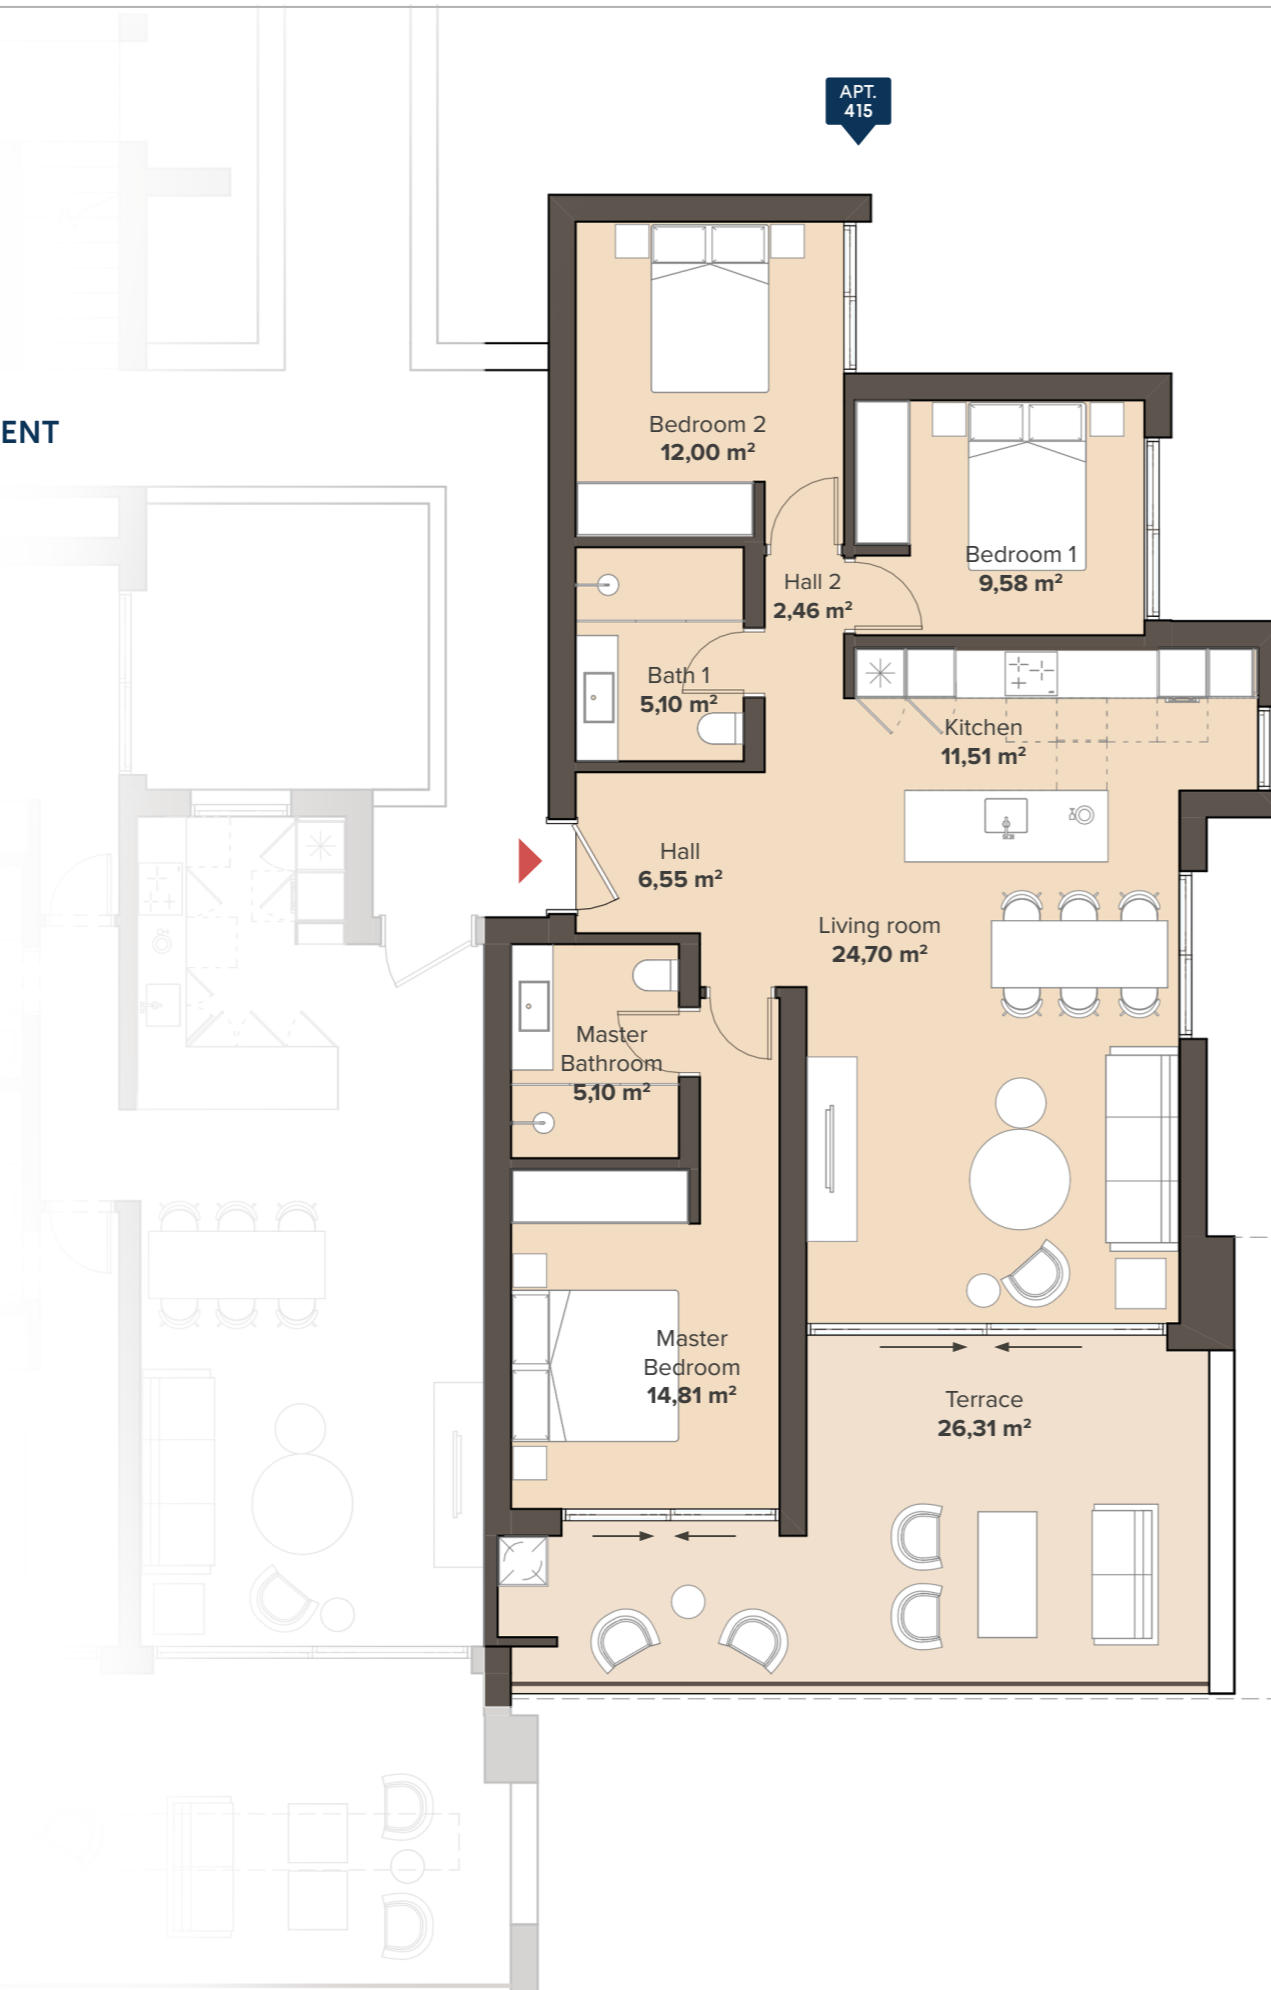 APT.
415
ENT
Bedroom 2
12,00 m²
Bedroom 1
9,58 m²
Hall 2
2,46 m²
Bath 1
5,10 m²
Kitchen
11,51 m²
Hall
6,55 m²
Living room
24,70 m²
Master
Bathroom
5,10 m²
Master
Bedroom
14,81 m²
Terrace
26,31 m²